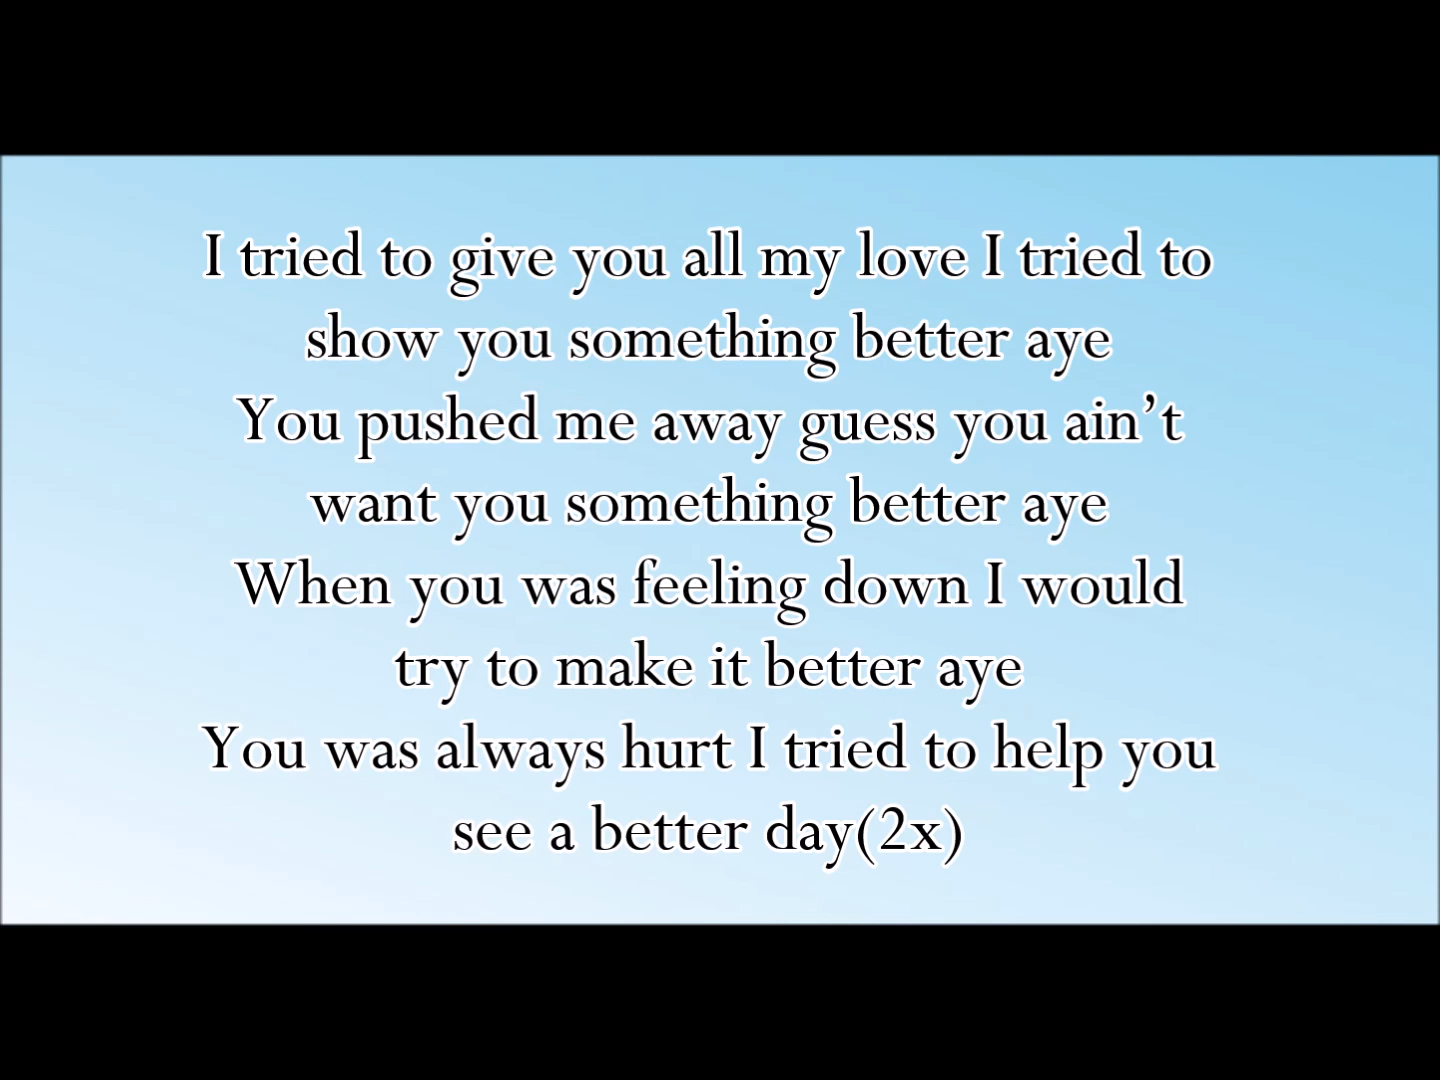 I tried to give you all my love I tried to
show you something better aye
You pushed me away guess you ain’t
want you something better aye
When you was feeling down I would
try to make it better aye
You was always hurt I tried to help you
see a better day(2x)